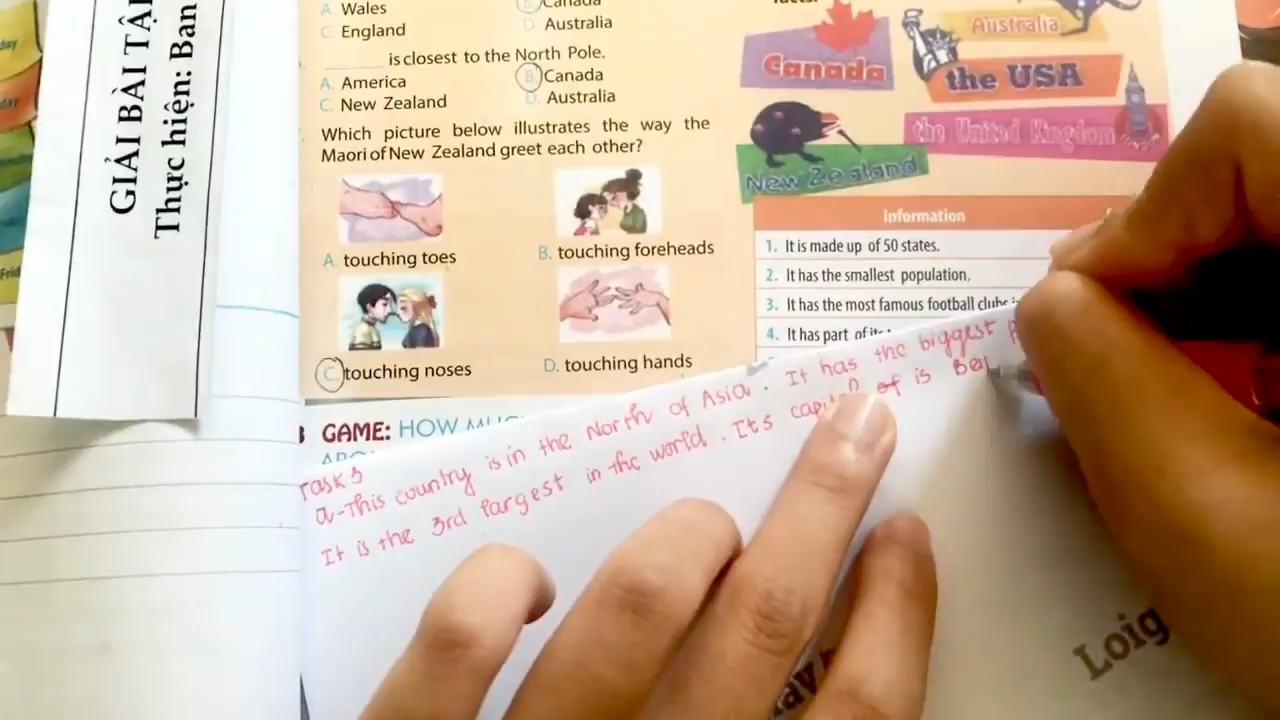 GIẢI BÀI TẬP
Thực hiện: Ban
A. Wales
B. Canada
C. England
D. Australia
is closest to the North Pole.
A. America
B. Canada
C. New Zealand
D. Australia
Which picture below illustrates the way the
Maori of New Zealand greet each other?
A. touching toes
B. touching foreheads
C. touching noses
D. touching hands
GAME: HOW MUC
facts.
Australia
Canada
the USA
the United Kingdom
New Zealand
Information
1. It is made up of 50 states.
2. It has the smallest population.
3. It has the most famous football clubs
4. It has part of its
Task 3
a-This country is in the North of Asia. It has the biggest
It is the 3rd largest in the world. Its capital of is Bei
Loig